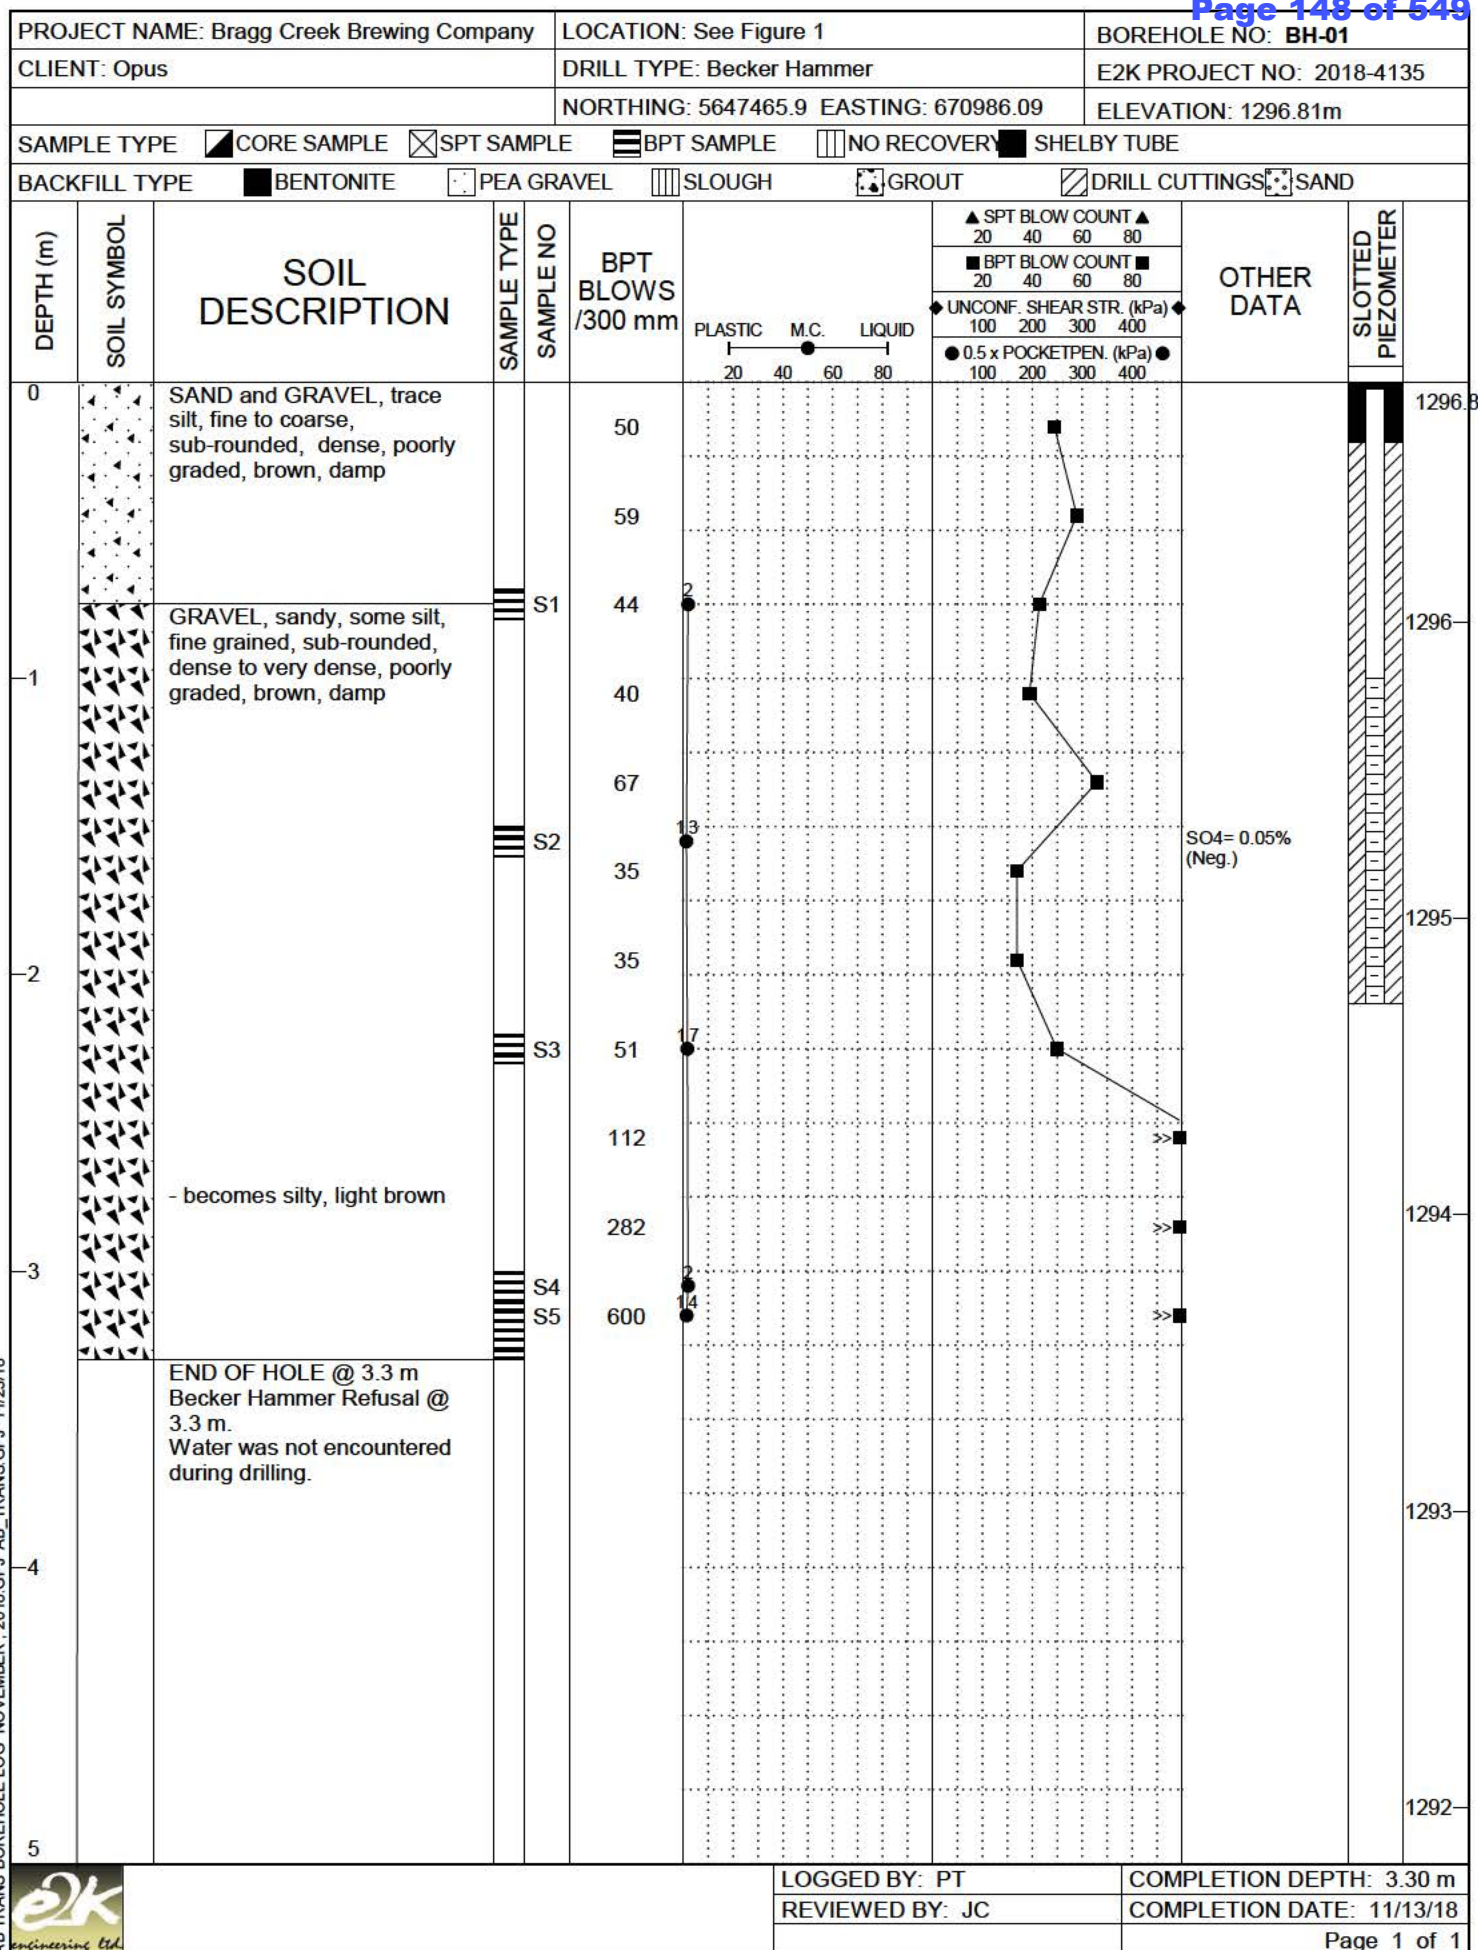 Page 148 of 549
PROJECT NAME: Bragg Creek Brewing Company LOCATION: See Figure 1 BOREHOLE NO: BH-01
CLIENT: Opus DRILL TYPE: Becker Hammer E2K PROJECT NO: 2018-4135
NORTHING: 5647465.9 EASTING: 670986.09 ELEVATION: 1296.81m
SAMPLE TYPE CORE SAMPLE SPT SAMPLE BPT SAMPLE NO RECOVERY SHELBY TUBE
BACKFILL TYPE BENTONITE PEA GRAVEL SLOUGH GROUT DRILL CUTTINGS SAND
DEPTH (m)
SOIL SYMBOL
SOIL
DESCRIPTION
SAMPLE TYPE
SAMPLE NO
BPT
BLOWS
/300 mm
PLASTIC M.C. LIQUID
20 40 60 80
▲ SPT BLOW COUNT ▲
20 40 60 80
■ BPT BLOW COUNT ■
20 40 60 80
◆ UNCONF. SHEAR STR. (kPa) ◆
100 200 300 400
● 0.5 x POCKETPEN. (kPa) ●
100 200 300 400
OTHER
DATA
SLOTTED
PIEZOMETER
0
SAND and GRAVEL, trace
silt, fine to coarse,
sub-rounded, dense, poorly
graded, brown, damp
50
1296.8
59
2
S1 44
GRAVEL, sandy, some silt,
fine grained, sub-rounded,
dense to very dense, poorly
graded, brown, damp
1296
1
40
67
13
S2
SO4= 0.05%
(Neg.)
35
1295
35
2
17
S3 51
112 >>
- becomes silty, light brown
1294
282 >>
3
2
S4
14
S5 600 >>
END OF HOLE @ 3.3 m
Becker Hammer Refusal @
3.3 m.
Water was not encountered
during drilling.
1293
4
1292
5
e2k
engineering ltd.
LOGGED BY: PT COMPLETION DEPTH: 3.30 m
REVIEWED BY: JC COMPLETION DATE: 11/13/18
Page 1 of 1